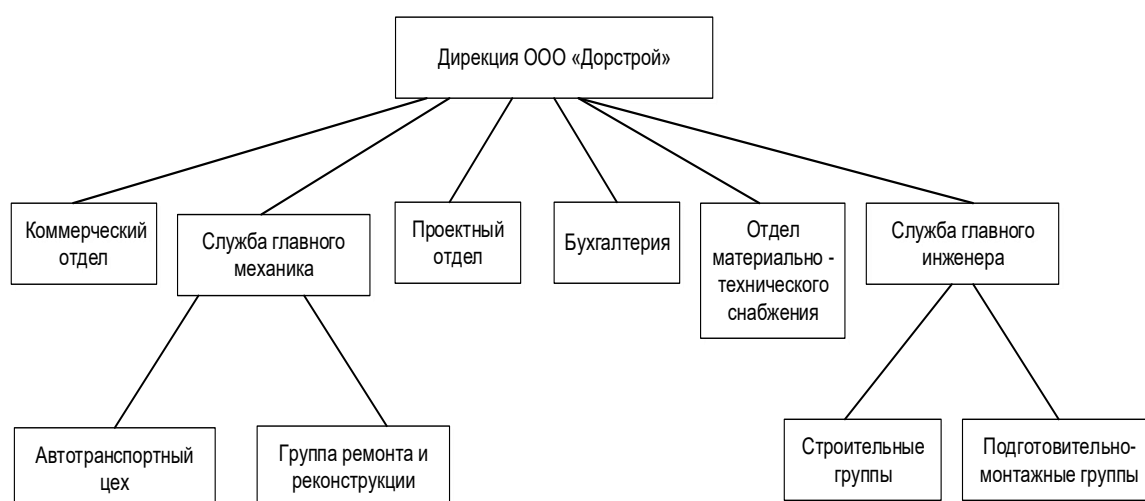 Дирекция ООО «Дорстрой»
Коммерческий
отдел
Служба главного
механика
Проектный
отдел
Бухгалтерия
Отдел
материально -
технического
снабжения
Служба главного
инженера
Автотранспортный
цех
Группа ремонта и
реконструкции
Строительные
группы
Подготовительно-
монтажные группы